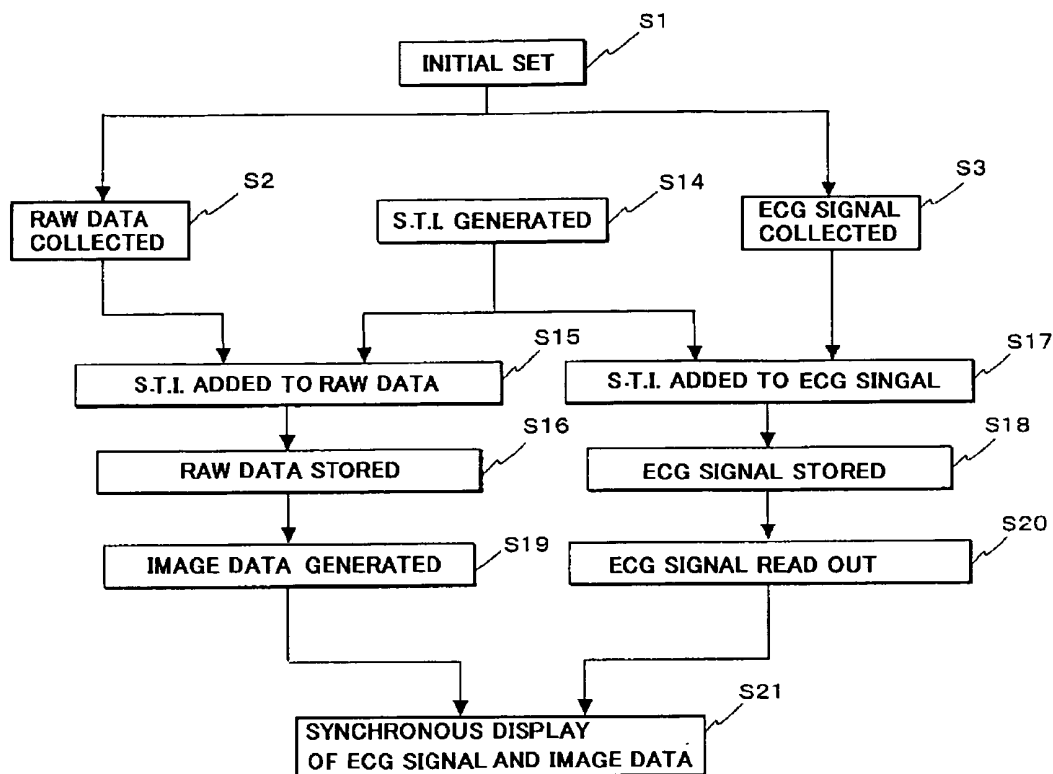 S1
INITIAL SET
S2
RAW DATA
COLLECTED
S14
S.T.I. GENERATED
S3
ECG SIGNAL
COLLECTED
S15
S.T.I. ADDED TO RAW DATA
S17
S.T.I. ADDED TO ECG SINGAL
S16
RAW DATA STORED
S18
ECG SIGNAL STORED
S19
IMAGE DATA GENERATED
S20
ECG SIGNAL READ OUT
S21
SYNCHRONOUS DISPLAY
OF ECG SIGNAL AND IMAGE DATA